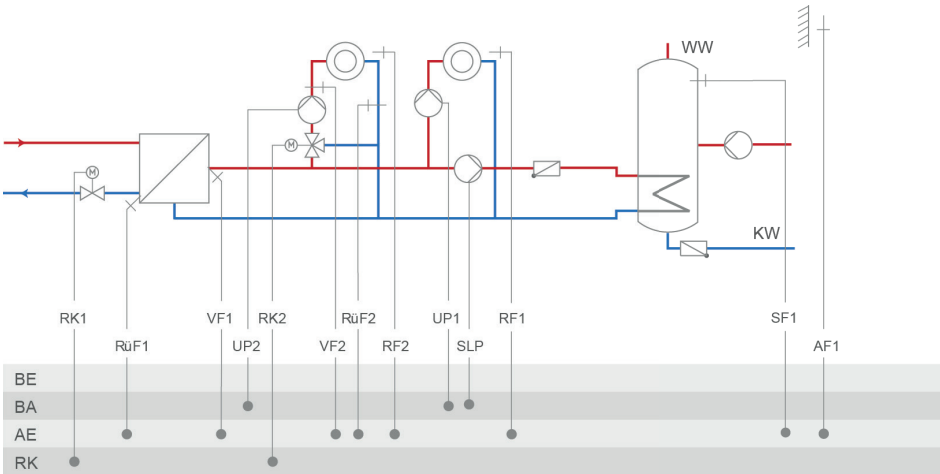 WW
M
M
KW
RK1 VF1 RK2 RüF2 UP1 RF1 SF1
RüF1 UP2 VF2 RF2 SLP AF1
BE
BA
AE
RK